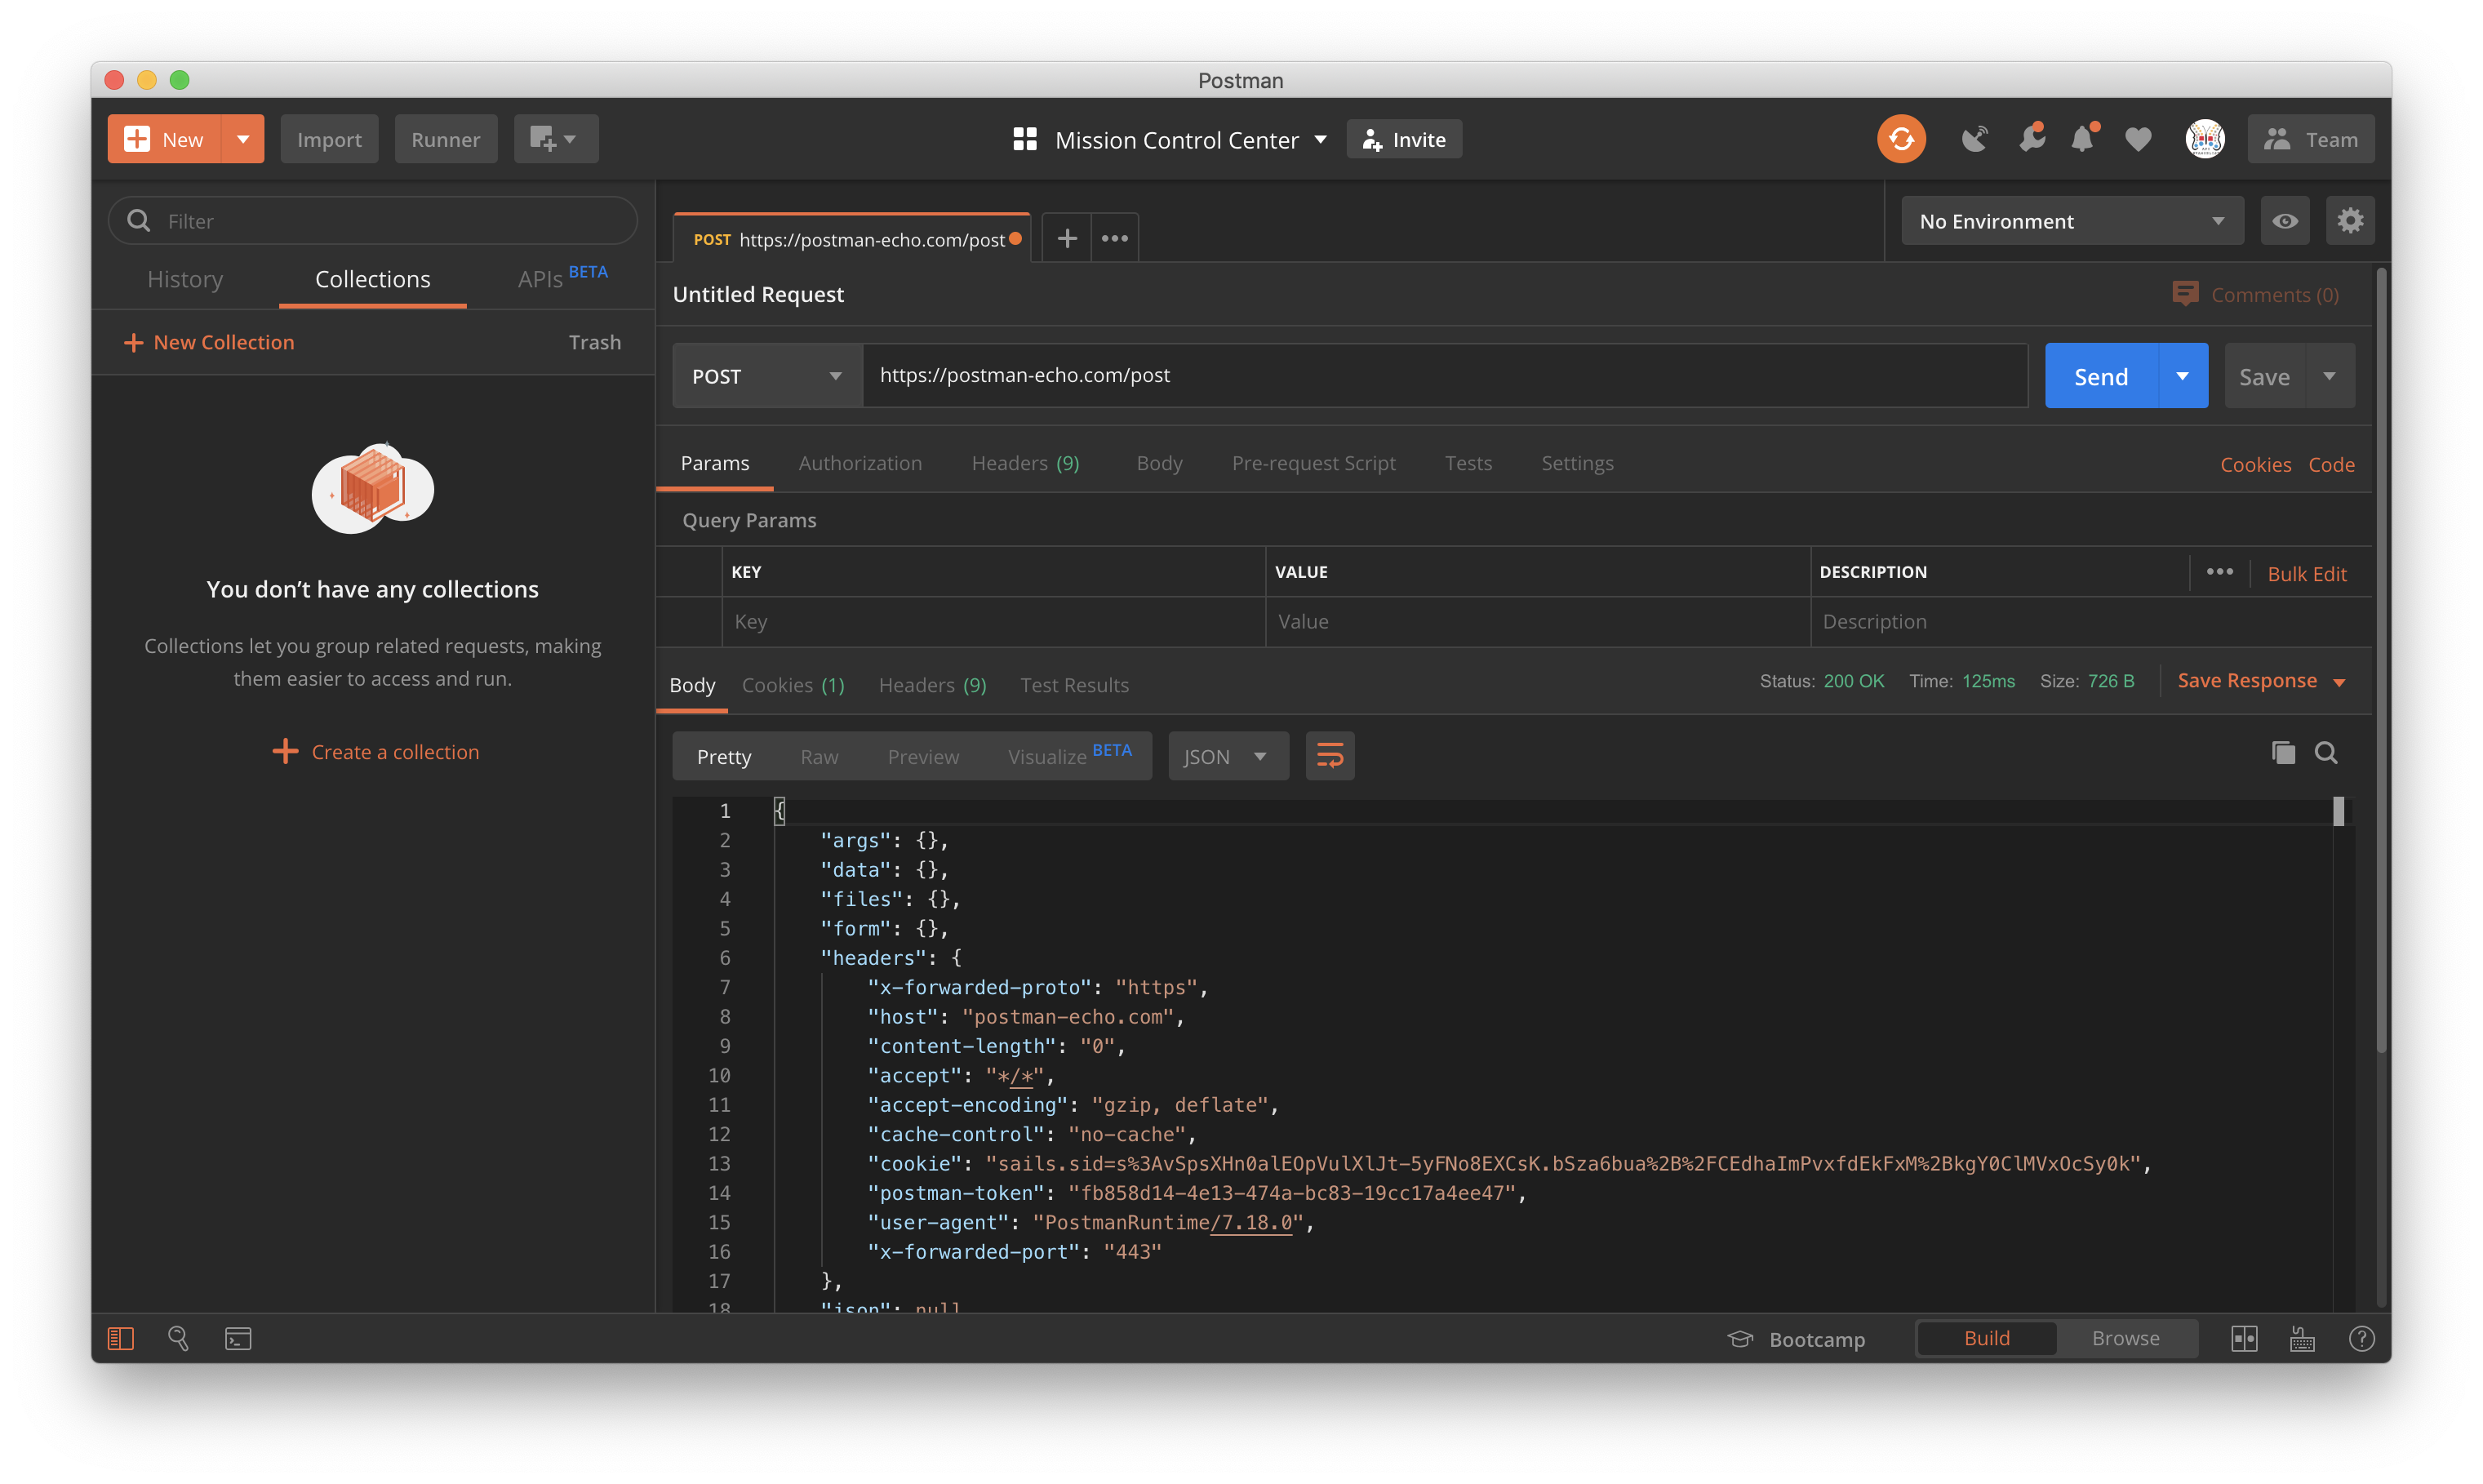 Postman
New
Import
Runner
Mission Control Center
Invite
Team
Filter
History
Collections
APIs BETA
New Collection
Trash
You don’t have any collections
Collections let you group related requests, making
them easier to access and run.
Create a collection
POST https://postman-echo.com/post
No Environment
Untitled Request
Comments (0)
POST
https://postman-echo.com/post
Send
Save
Params
Authorization
Headers (9)
Body
Pre-request Script
Tests
Settings
Cookies
Code
Query Params
KEY
VALUE
DESCRIPTION
Bulk Edit
Key
Value
Description
Body
Cookies (1)
Headers (9)
Test Results
Status: 200 OK
Time: 125ms
Size: 726 B
Save Response
Pretty
Raw
Preview
Visualize BETA
JSON
1 {
2 "args": {},
3 "data": {},
4 "files": {},
5 "form": {},
6 "headers": {
7 "x-forwarded-proto": "https",
8 "host": "postman-echo.com",
9 "content-length": "0",
10 "accept": "*/*",
11 "accept-encoding": "gzip, deflate",
12 "cache-control": "no-cache",
13 "cookie": "sails.sid=s%3AvSpsXHn0alEOpVulXlJt-5yFNo8EXCsK.bSza6bua%2B%2FCEdhaImPvxfdEkFxM%2BkgY0ClMVxOcSy0k",
14 "postman-token": "fb858d14-4e13-474a-bc83-19cc17a4ee47",
15 "user-agent": "PostmanRuntime/7.18.0",
16 "x-forwarded-port": "443"
17 },
18 "json": null
Bootcamp
Build
Browse